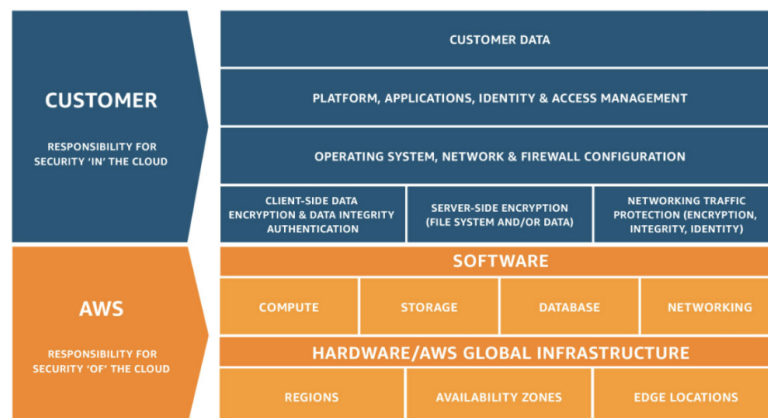 CUSTOMER
RESPONSIBILITY FOR
SECURITY ‘IN’ THE CLOUD
CUSTOMER DATA
PLATFORM, APPLICATIONS, IDENTITY & ACCESS MANAGEMENT
OPERATING SYSTEM, NETWORK & FIREWALL CONFIGURATION
CLIENT-SIDE DATA
ENCRYPTION & DATA INTEGRITY
AUTHENTICATION
SERVER-SIDE ENCRYPTION
(FILE SYSTEM AND/OR DATA)
NETWORKING TRAFFIC
PROTECTION (ENCRYPTION,
INTEGRITY, IDENTITY)
AWS
RESPONSIBILITY FOR
SECURITY ‘OF’ THE CLOUD
SOFTWARE
COMPUTE
STORAGE
DATABASE
NETWORKING
HARDWARE/AWS GLOBAL INFRASTRUCTURE
REGIONS
AVAILABILITY ZONES
EDGE LOCATIONS